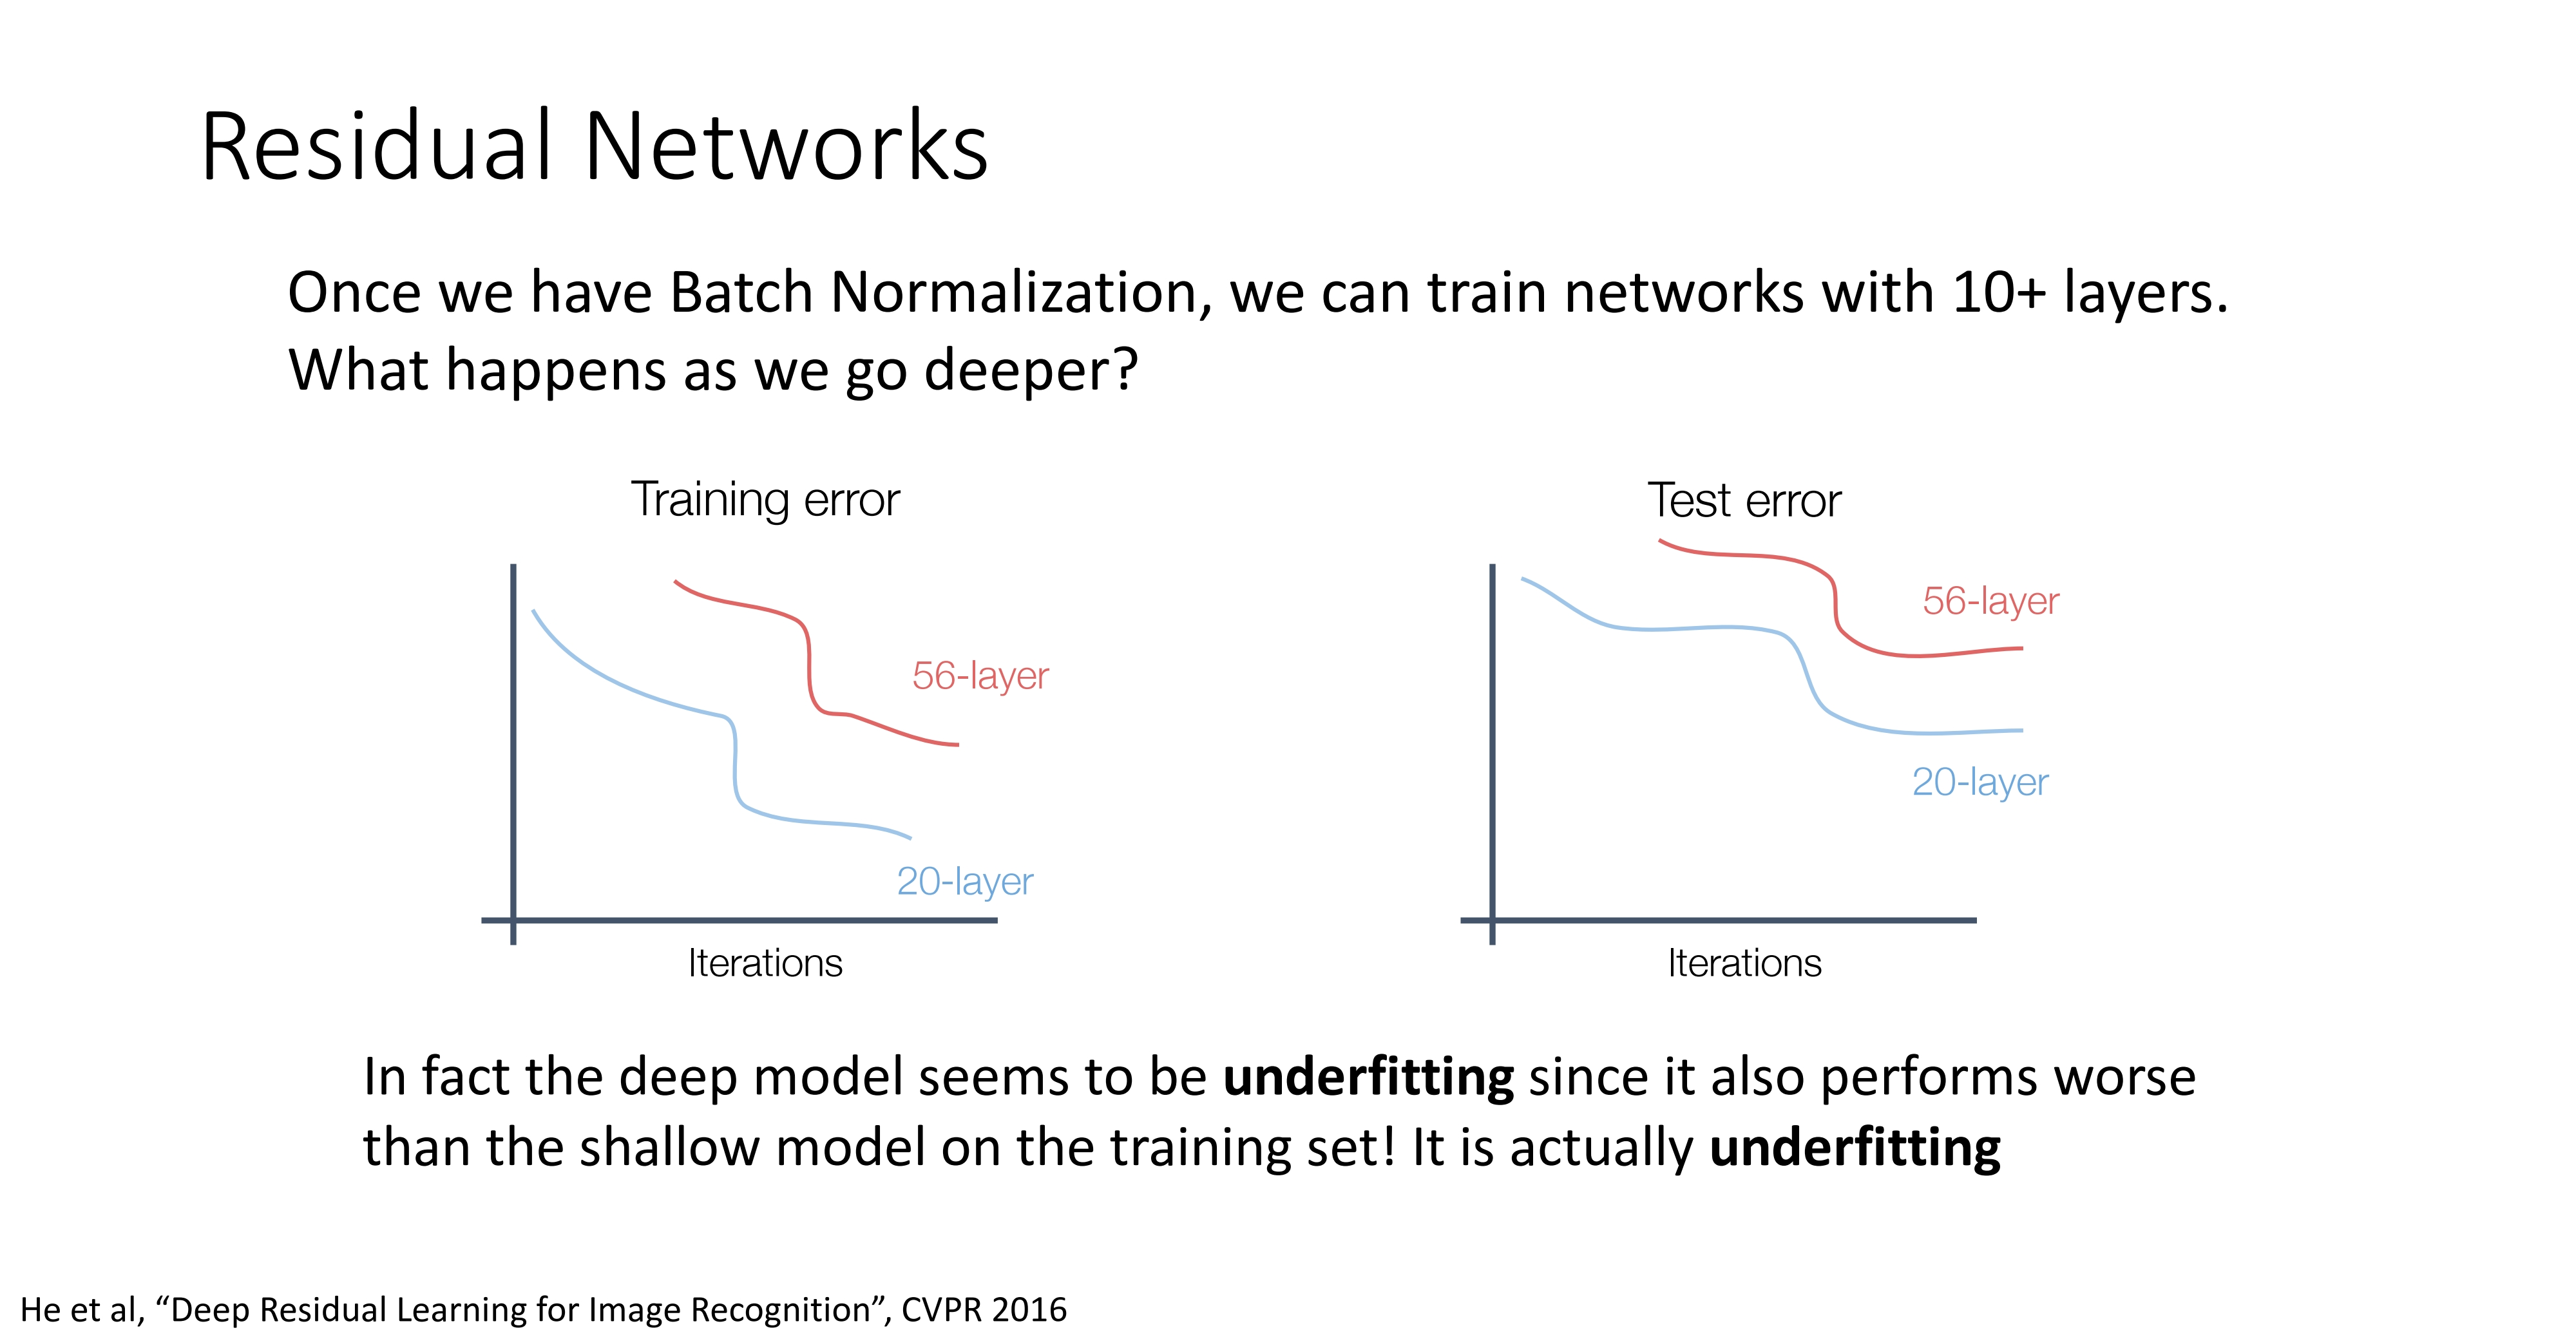 Residual Networks
Once we have Batch Normalization, we can train networks with 10+ layers.
What happens as we go deeper?
Training error
56-layer
20-layer
Iterations
Test error
56-layer
20-layer
Iterations
In fact the deep model seems to be underfitting since it also performs worse
than the shallow model on the training set! It is actually underfitting
He et al, “Deep Residual Learning for Image Recognition”, CVPR 2016